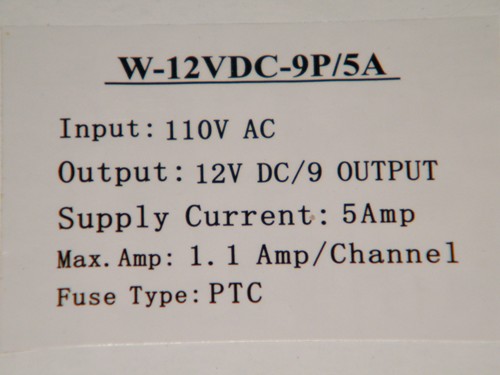 W-12VDC-9P/5A
Input: 110V AC
Output: 12V DC/9 OUTPUT
Supply Current: 5Amp
Max. Amp: 1.1 Amp/Channel
Fuse Type: PTC